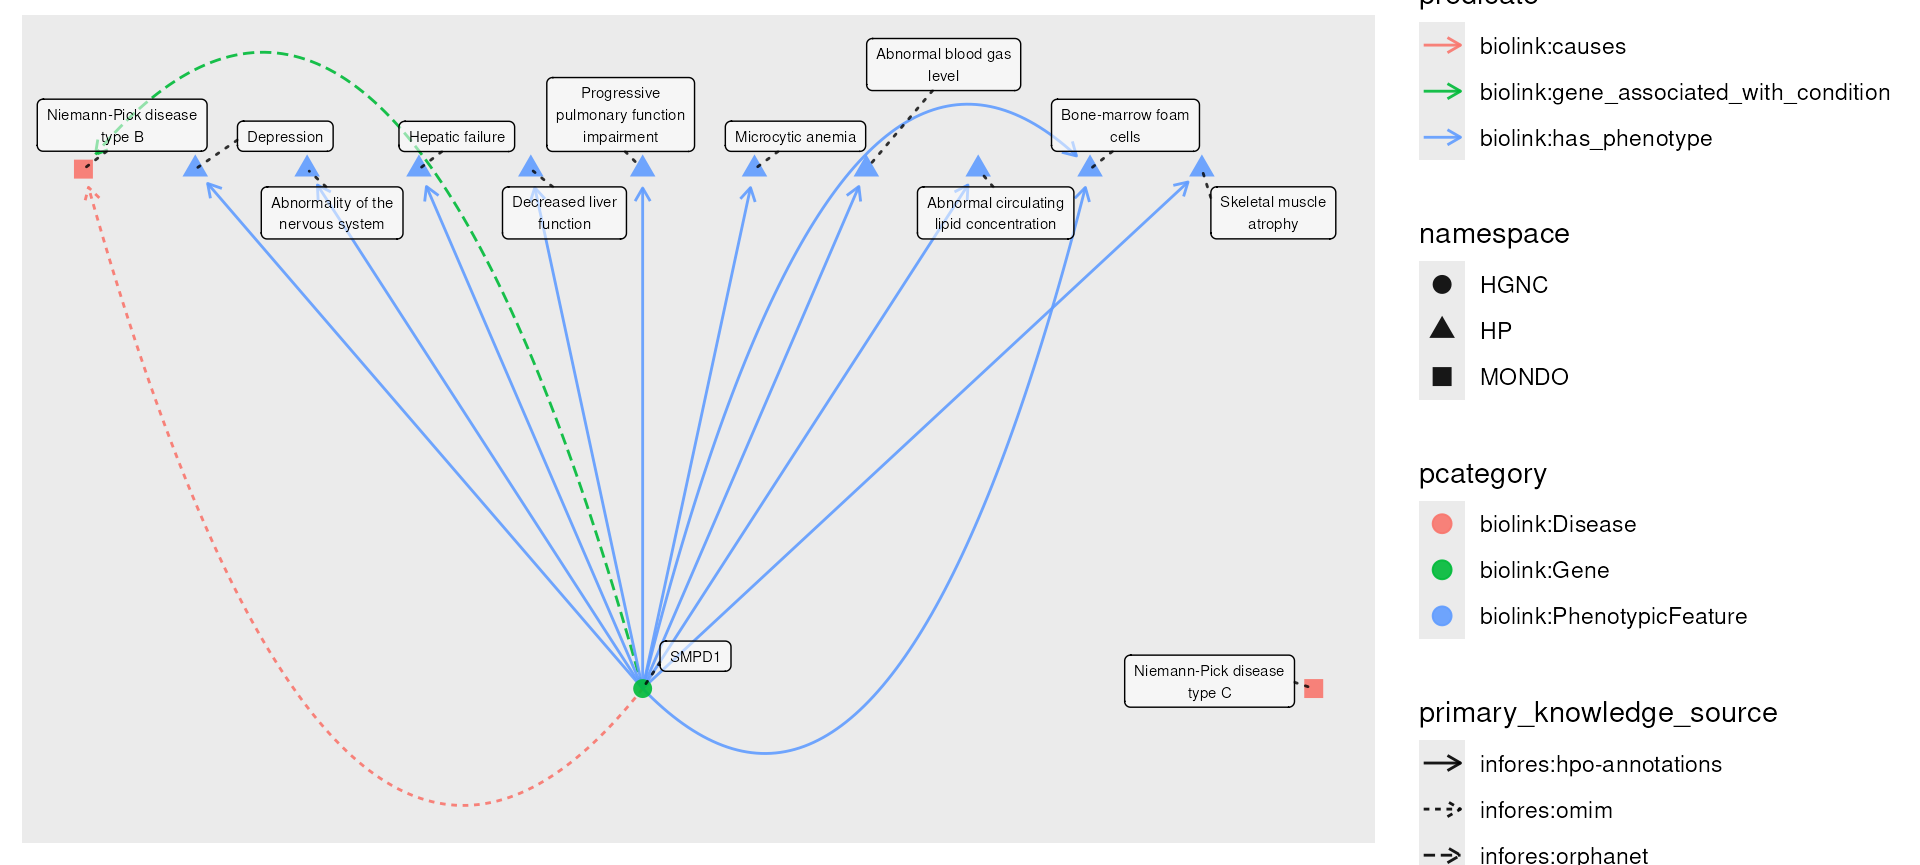 Abnormal blood gas
level
Progressive
pulmonary function
impairment
Niemann-Pick disease
type B
Depression
Hepatic failure
Microcytic anemia
Bone-marrow foam
cells
Abnormality of the
nervous system
Decreased liver
function
Abnormal circulating
lipid concentration
Skeletal muscle
atrophy
SMPD1
Niemann-Pick disease
type C
predicate
biolink:causes
biolink:gene_associated_with_condition
biolink:has_phenotype
namespace
HGNC
HP
MONDO
pcategory
biolink:Disease
biolink:Gene
biolink:PhenotypicFeature
primary_knowledge_source
infores:hpo-annotations
infores:omim
infores:orphanet